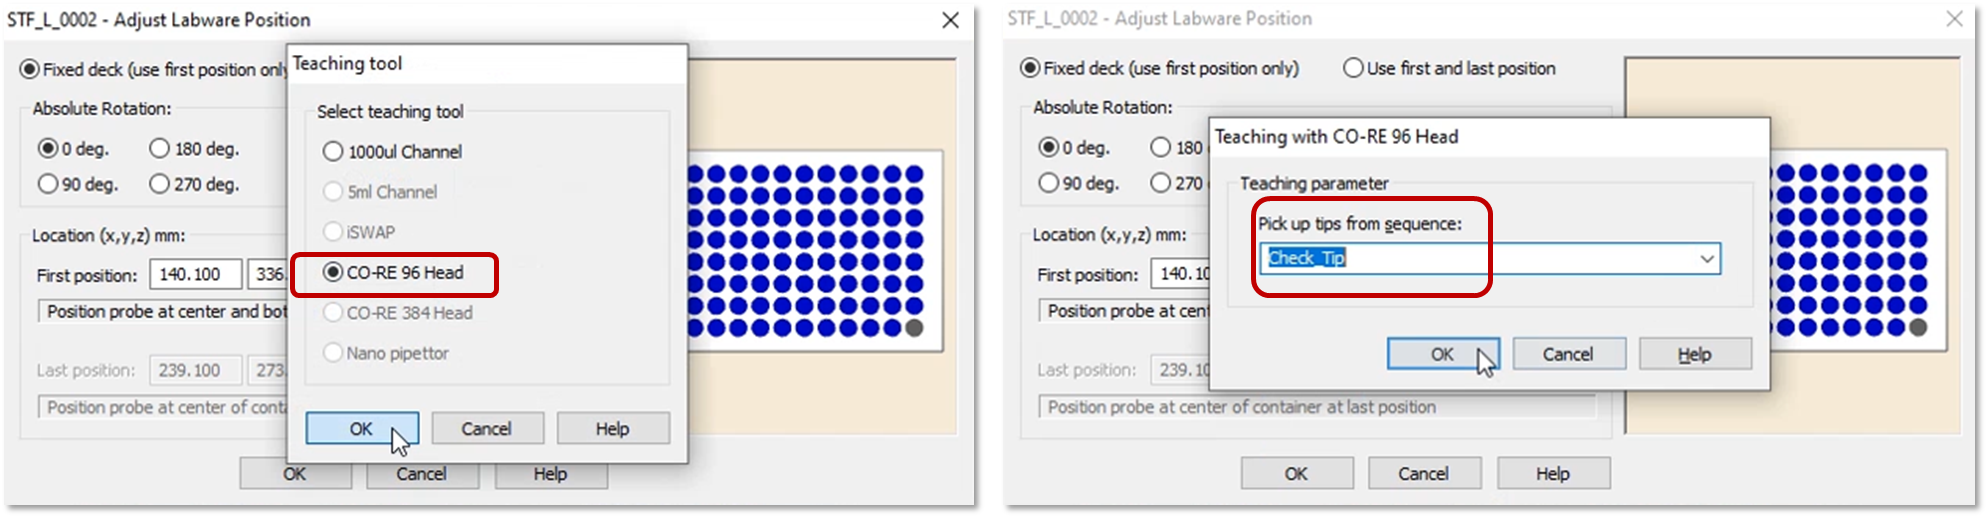 STF_L_0002 - Adjust Labware Position
Fixed deck (use first position only
Absolute Rotation:
0 deg. 180 deg.
90 deg. 270 deg.
Location (x,y,z) mm:
First position: 140.100 336.
Position probe at center and bot
Last position: 239.100 273.
Position probe at center of conta
OK Cancel Help
Teaching tool
Select teaching tool
1000ul Channel
5ml Channel
iSWAP
CO-RE 96 Head
CO-RE 384 Head
Nano pipettor
OK Cancel Help
STF_L_0002 - Adjust Labware Position
Fixed deck (use first position only) Use first and last position
Absolute Rotation:
0 deg. 180
90 deg. 270
Location (x,y,z) mm:
First position: 140.10
Position probe at cent
Last position: 239.10
Position probe at center of container at last position
OK Cancel Help
Teaching with CO-RE 96 Head
Teaching parameter
Pick up tips from sequence:
Check_Tip
OK Cancel Help